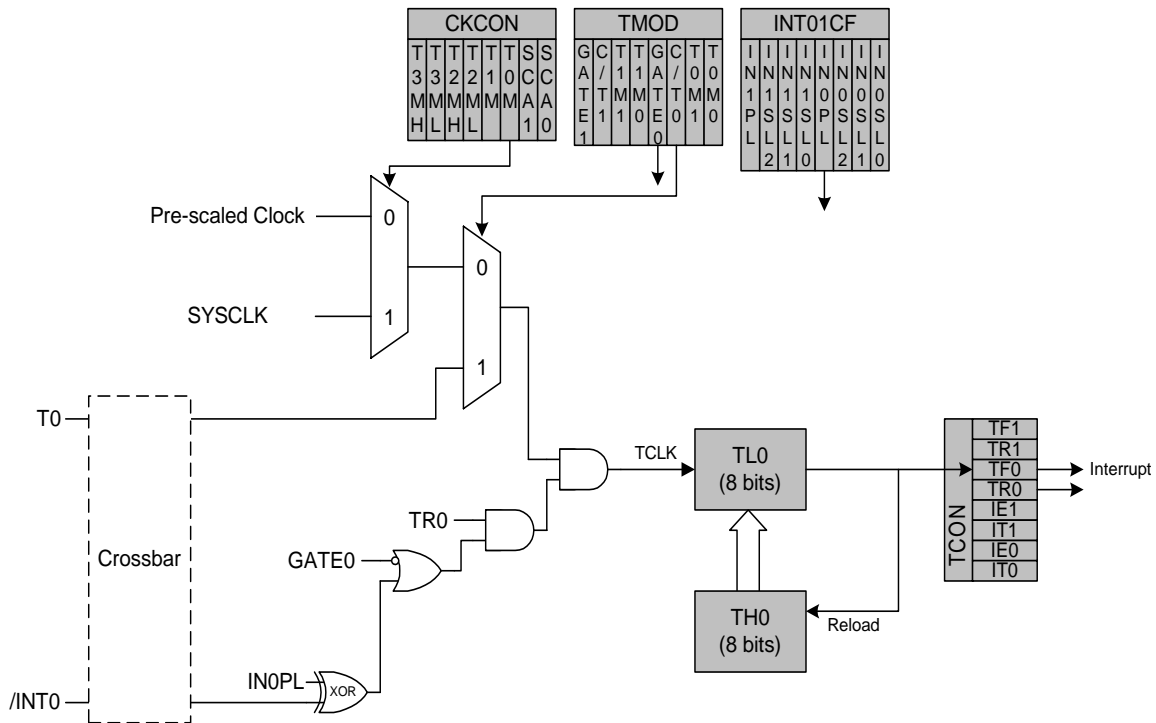 CKCON
T3MH
T3ML
T2MH
T2ML
T1M
T0M
SCA1
SCA0
TMOD
GATE1
C/T1
T1M1
T1M0
GATE0
C/T0
T0M1
T0M0
INT01CF
IN1PL
IN1SL2
IN1SL1
IN1SL0
IN0PL
IN0SL2
IN0SL1
IN0SL0
Pre-scaled Clock
0
SYSCLK
1
0
1
T0
Crossbar
/INT0
TR0
GATE0
IN0PL
XOR
TCLK
TL0
(8 bits)
TH0
(8 bits)
Reload
TCON
TF1
TR1
TF0
TR0
IE1
IT1
IE0
IT0
Interrupt